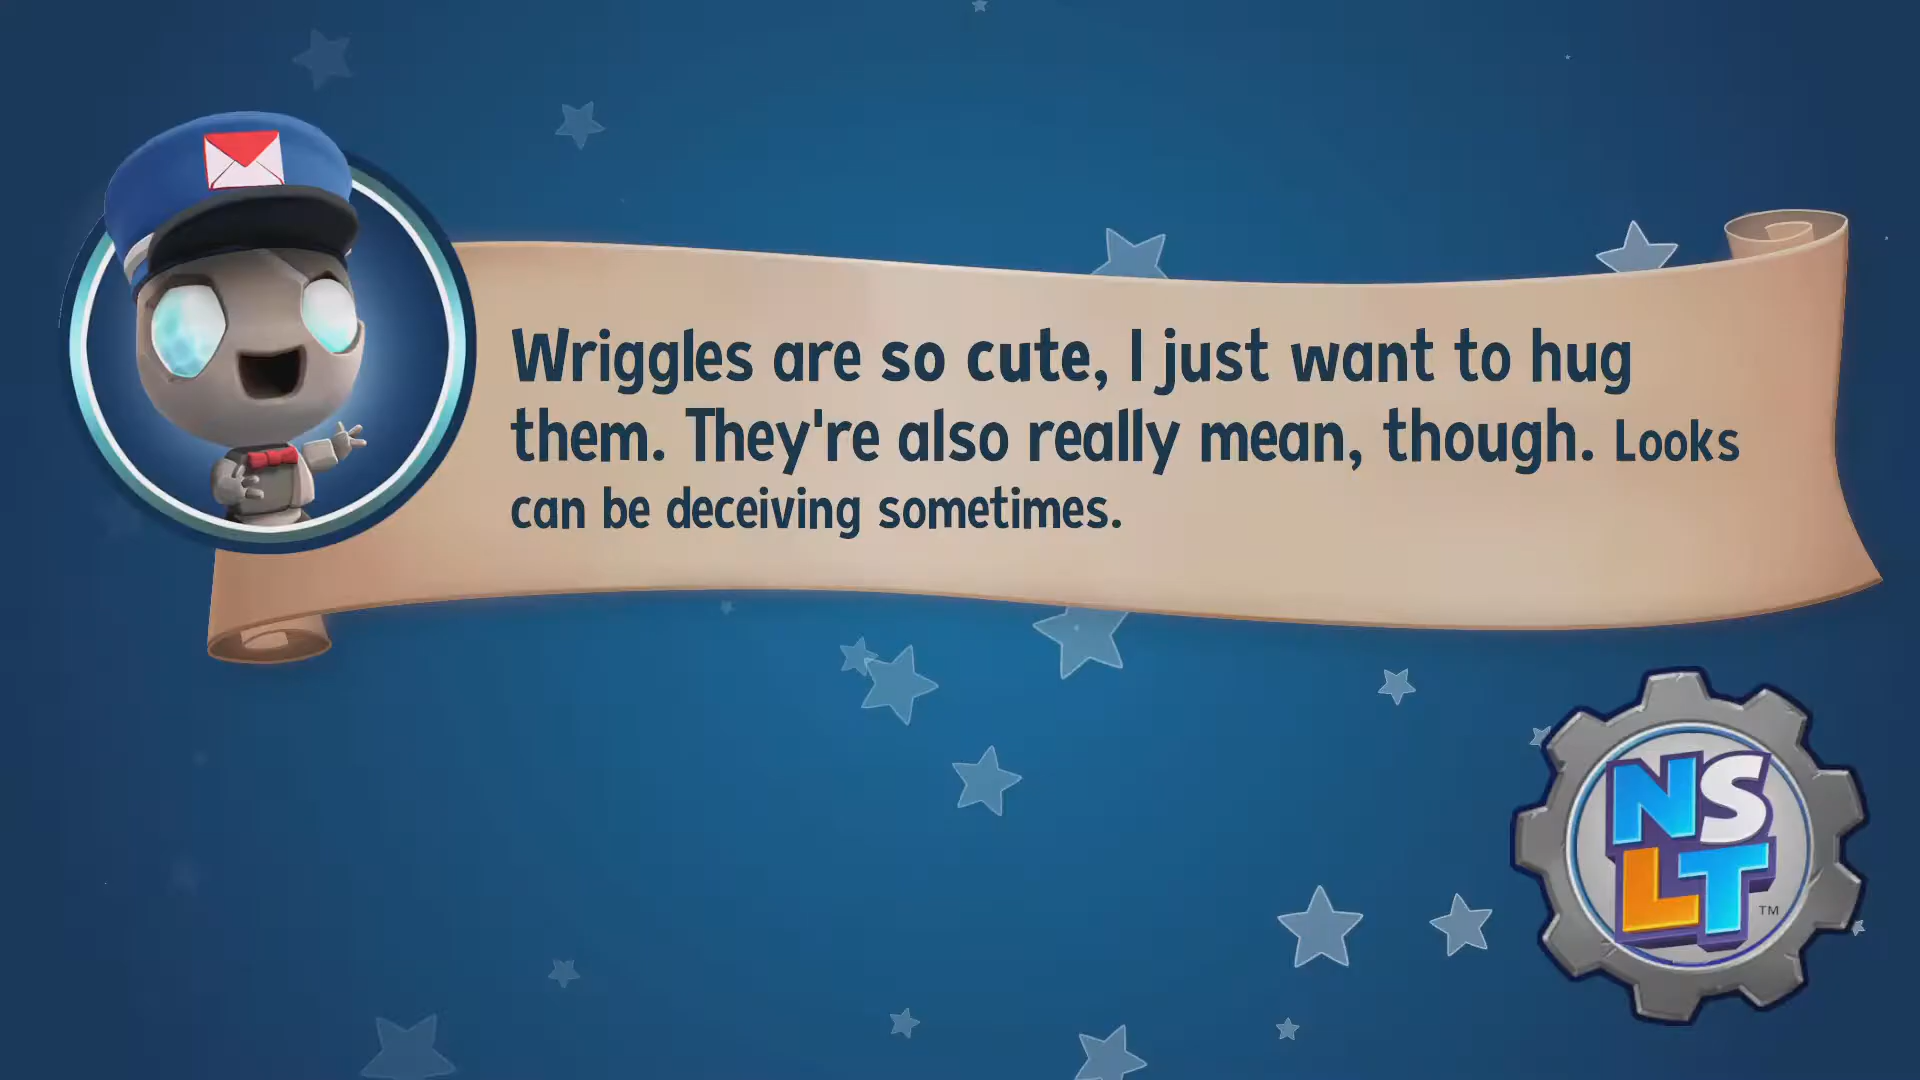 Wriggles are so cute, I just want to hug
them. They're also really mean, though. Looks
can be deceiving sometimes.
NS
LT
TM